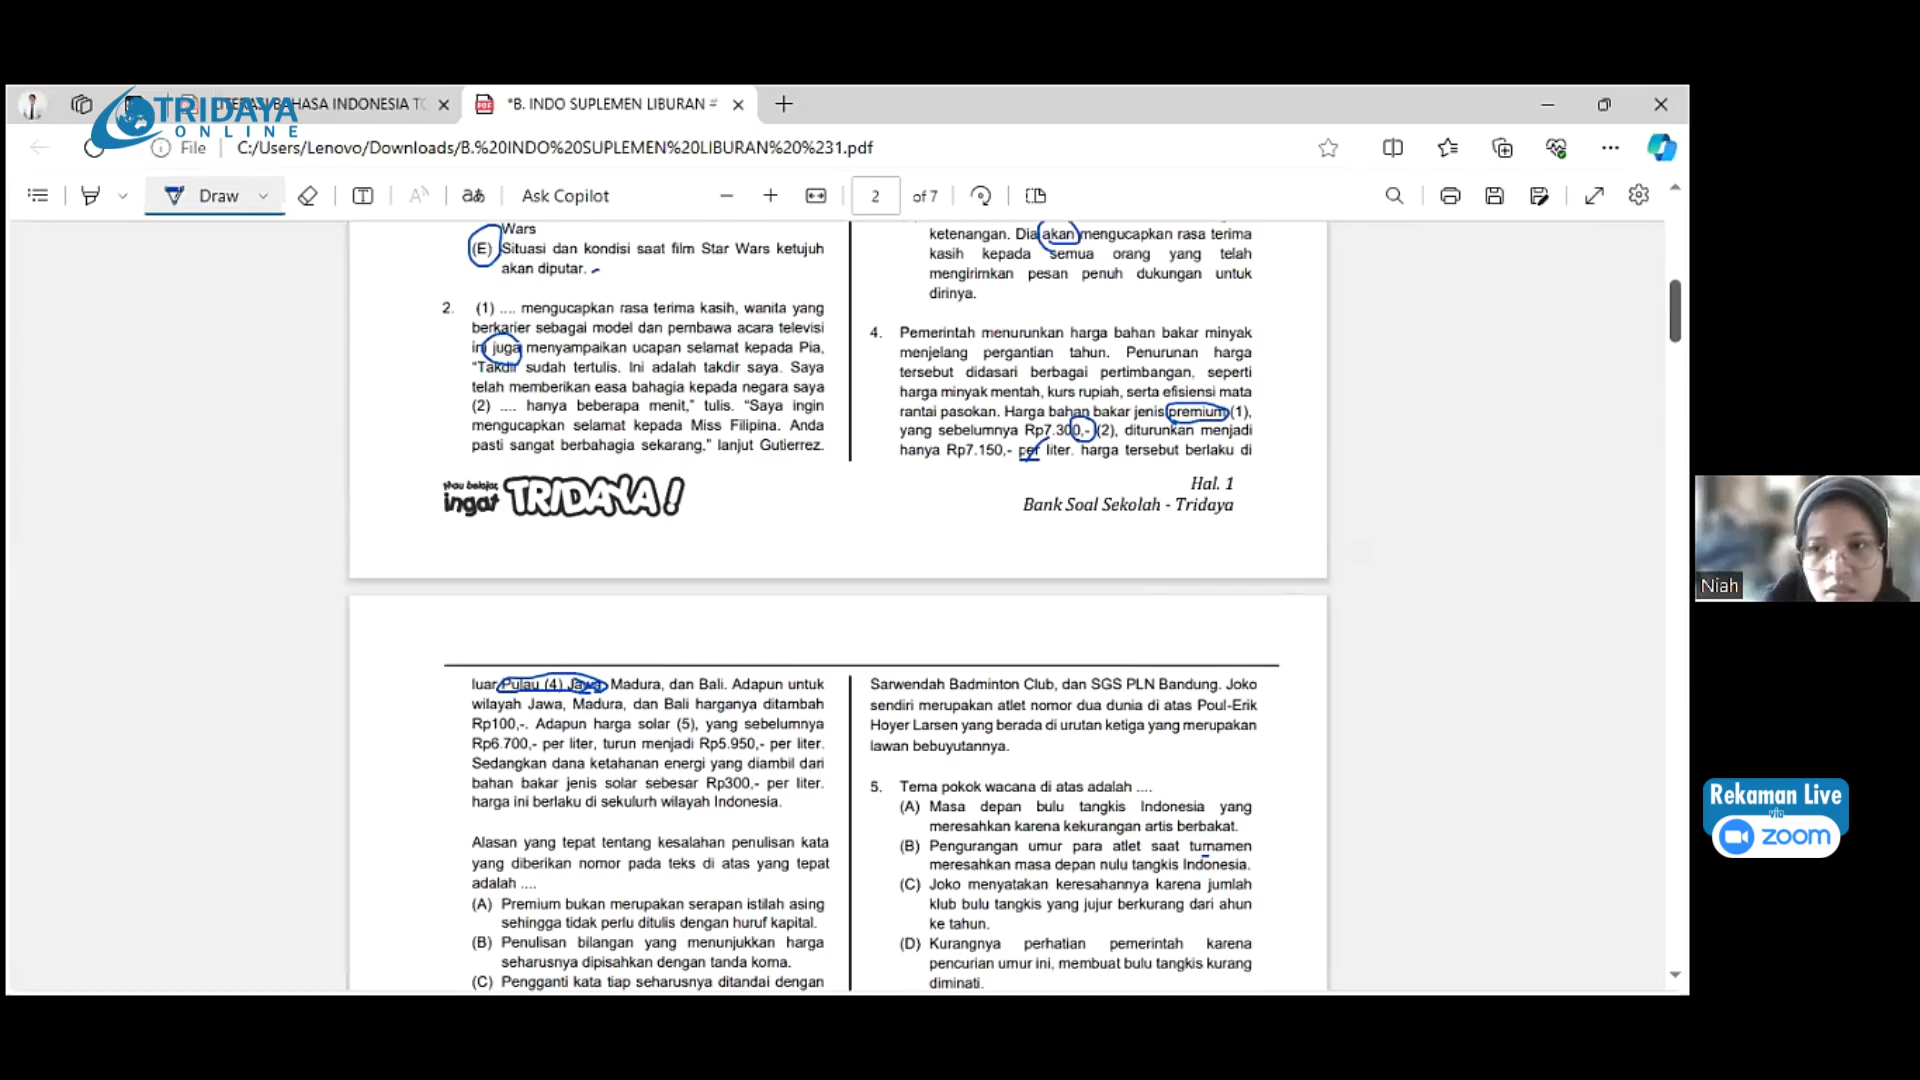 TRIDAYA
ONLINE
BAHASA INDONESIA
*B. INDO SUPLEMEN LIBURAN #
File
C:/Users/Lenovo/Downloads/B.%20INDO%20SUPLEMEN%20LIBURAN%20%231.pdf
Draw
Ask Copilot
2
of 7
Wars
(E) Situasi dan kondisi saat film Star Wars ketujuh
akan diputar.
2. (1) .... mengucapkan rasa terima kasih, wanita yang
berkarier sebagai model dan pembawa acara televisi
ini juga menyampaikan ucapan selamat kepada Pia,
“Takdir sudah tertulis. Ini adalah takdir saya. Saya
telah memberikan easa bahagia kepada negara saya
(2) .... hanya beberapa menit,” tulis. “Saya ingin
mengucapkan selamat kepada Miss Filipina. Anda
pasti sangat berbahagia sekarang,” lanjut Gutierrez.
ketenangan. Dia akan mengucapkan rasa terima
kasih kepada semua orang yang telah
mengirimkan pesan penuh dukungan untuk
dirinya.
4. Pemerintah menurunkan harga bahan bakar minyak
menjelang pergantian tahun. Penurunan harga
tersebut didasari berbagai pertimbangan, seperti
harga minyak mentah, kurs rupiah, serta efisiensi mata
rantai pasokan. Harga bahan bakar jenis premium (1),
yang sebelumnya Rp7.300,- (2), diturunkan menjadi
hanya Rp7.150,- per liter. harga tersebut berlaku di
kalau belajar,
ingat TRIDAYA!
Hal. 1
Bank Soal Sekolah - Tridaya
luar Pulau (4) Jawa, Madura, dan Bali. Adapun untuk
wilayah Jawa, Madura, dan Bali harganya ditambah
Rp100,-. Adapun harga solar (5), yang sebelumnya
Rp6.700,- per liter, turun menjadi Rp5.950,- per liter.
Sedangkan dana ketahanan energi yang diambil dari
bahan bakar jenis solar sebesar Rp300,- per liter.
harga ini berlaku di sekulurh wilayah Indonesia.
Alasan yang tepat tentang kesalahan penulisan kata
yang diberikan nomor pada teks di atas yang tepat
adalah ....
(A) Premium bukan merupakan serapan istilah asing
sehingga tidak perlu ditulis dengan huruf kapital.
(B) Penulisan bilangan yang menunjukkan harga
seharusnya dipisahkan dengan tanda koma.
(C) Pengganti kata tiap seharusnya ditandai dengan
Sarwendah Badminton Club, dan SGS PLN Bandung. Joko
sendiri merupakan atlet nomor dua dunia di atas Poul-Erik
Hoyer Larsen yang berada di urutan ketiga yang merupakan
lawan bebuyutannya.
5. Tema pokok wacana di atas adalah ....
(A) Masa depan bulu tangkis Indonesia yang
meresahkan karena kekurangan artis berbakat.
(B) Pengurangan umur para atlet saat turnamen
meresahkan masa depan nulu tangkis Indonesia.
(C) Joko menyatakan keresahannya karena jumlah
klub bulu tangkis yang jujur berkurang dari ahun
ke tahun.
(D) Kurangnya perhatian pemerintah karena
pencurian umur ini, membuat bulu tangkis kurang
diminati.
Niah
Rekaman Live
via
zoom